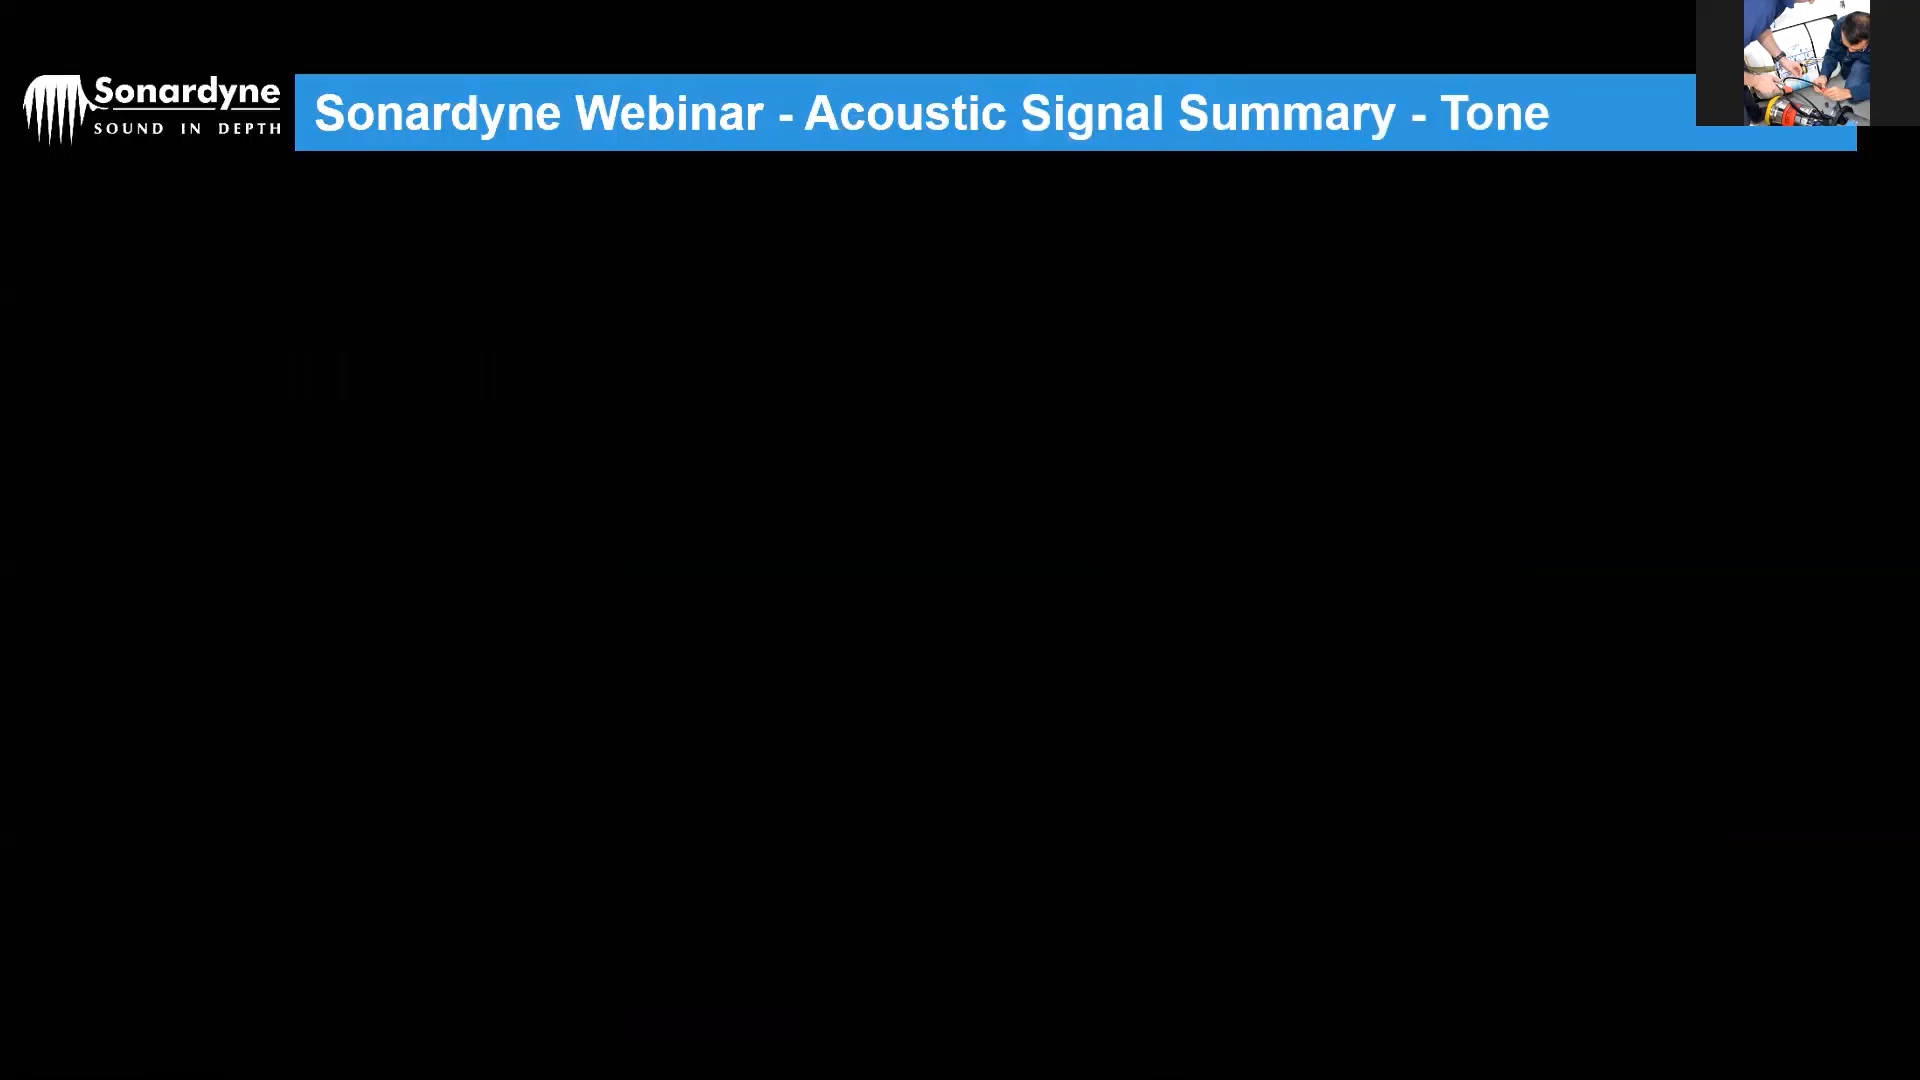 Sonardyne
SOUND IN DEPTH
Sonardyne Webinar - Acoustic Signal Summary - Tone